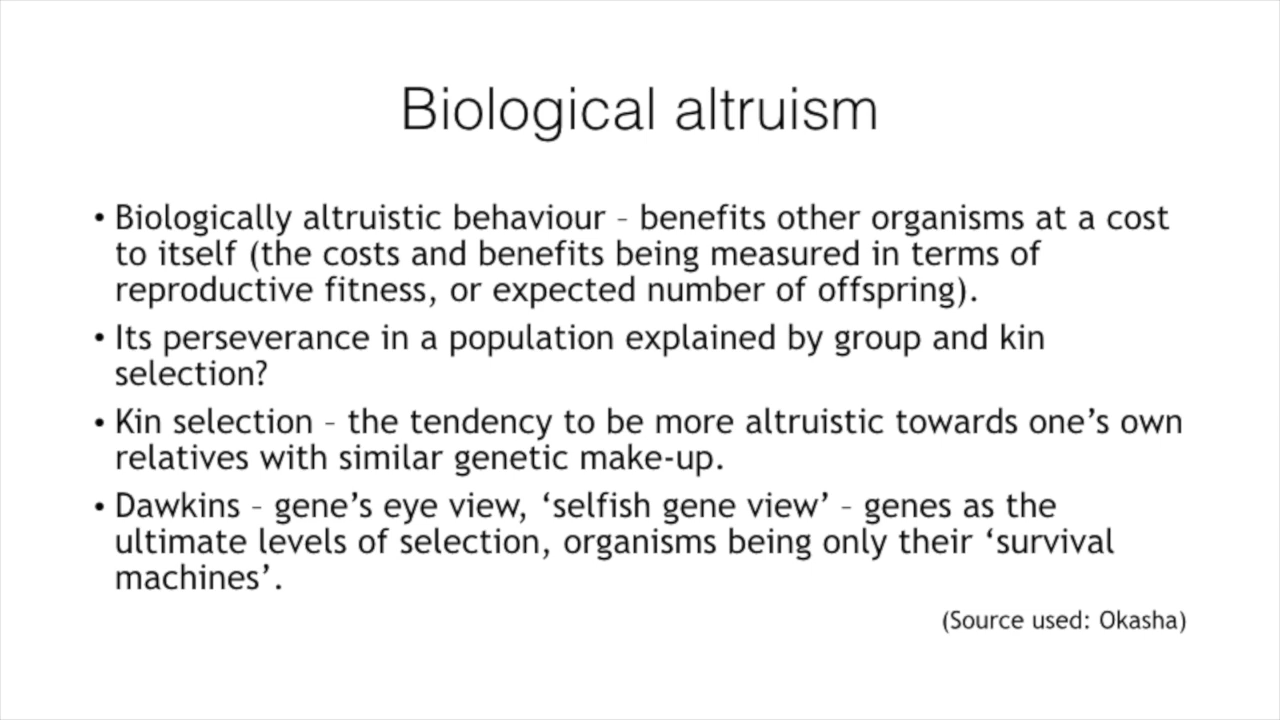 Biological altruism
• Biologically altruistic behaviour – benefits other organisms at a cost
to itself (the costs and benefits being measured in terms of
reproductive fitness, or expected number of offspring).
• Its perseverance in a population explained by group and kin
selection?
• Kin selection – the tendency to be more altruistic towards one’s own
relatives with similar genetic make-up.
• Dawkins – gene’s eye view, ‘selfish gene view’ – genes as the
ultimate levels of selection, organisms being only their ‘survival
machines’.
(Source used: Okasha)